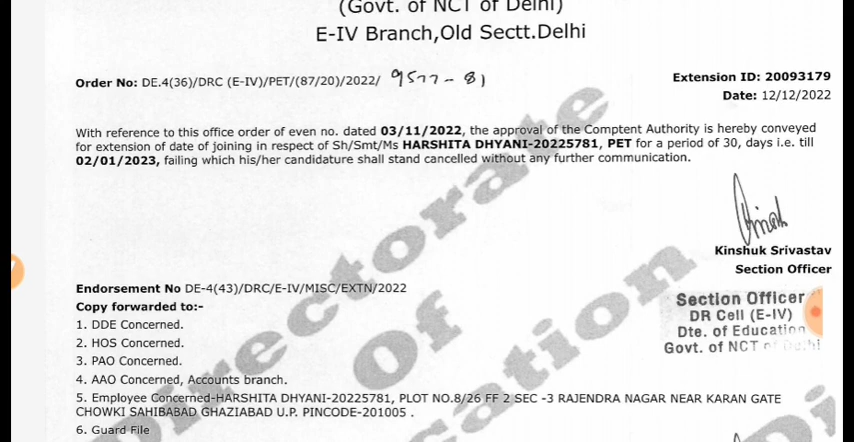 (Govt. of NCT of Delhi)
E-IV Branch,Old Sectt.Delhi
Order No: DE.4(36)/DRC (E-IV)/PET/(87/20)/2022/ 9577-81
Extension ID: 20093179
Date: 12/12/2022
With reference to this office order of even no. dated 03/11/2022, the approval of the Comptent Authority is hereby conveyed
for extension of date of joining in respect of Sh/Smt/Ms HARSHITA DHYANI-20225781, PET for a period of 30, days i.e. till
02/01/2023, failing which his/her candidature shall stand cancelled without any further communication.
Kinshuk Srivastav
Section Officer
Endorsement No DE-4(43)/DRC/E-IV/MISC/EXTN/2022
Copy forwarded to:-
1. DDE Concerned.
2. HOS Concerned.
3. PAO Concerned.
4. AAO Concerned, Accounts branch.
5. Employee Concerned-HARSHITA DHYANI-20225781, PLOT NO.8/26 FF 2 SEC -3 RAJENDRA NAGAR NEAR KARAN GATE
CHOWKI SAHIBABAD GHAZIABAD U.P. PINCODE-201005 .
6. Guard File
Section Officer
DR Cell (E-IV)
Dte. of Education
Govt. of NCT of Delhi
Directorate
Of